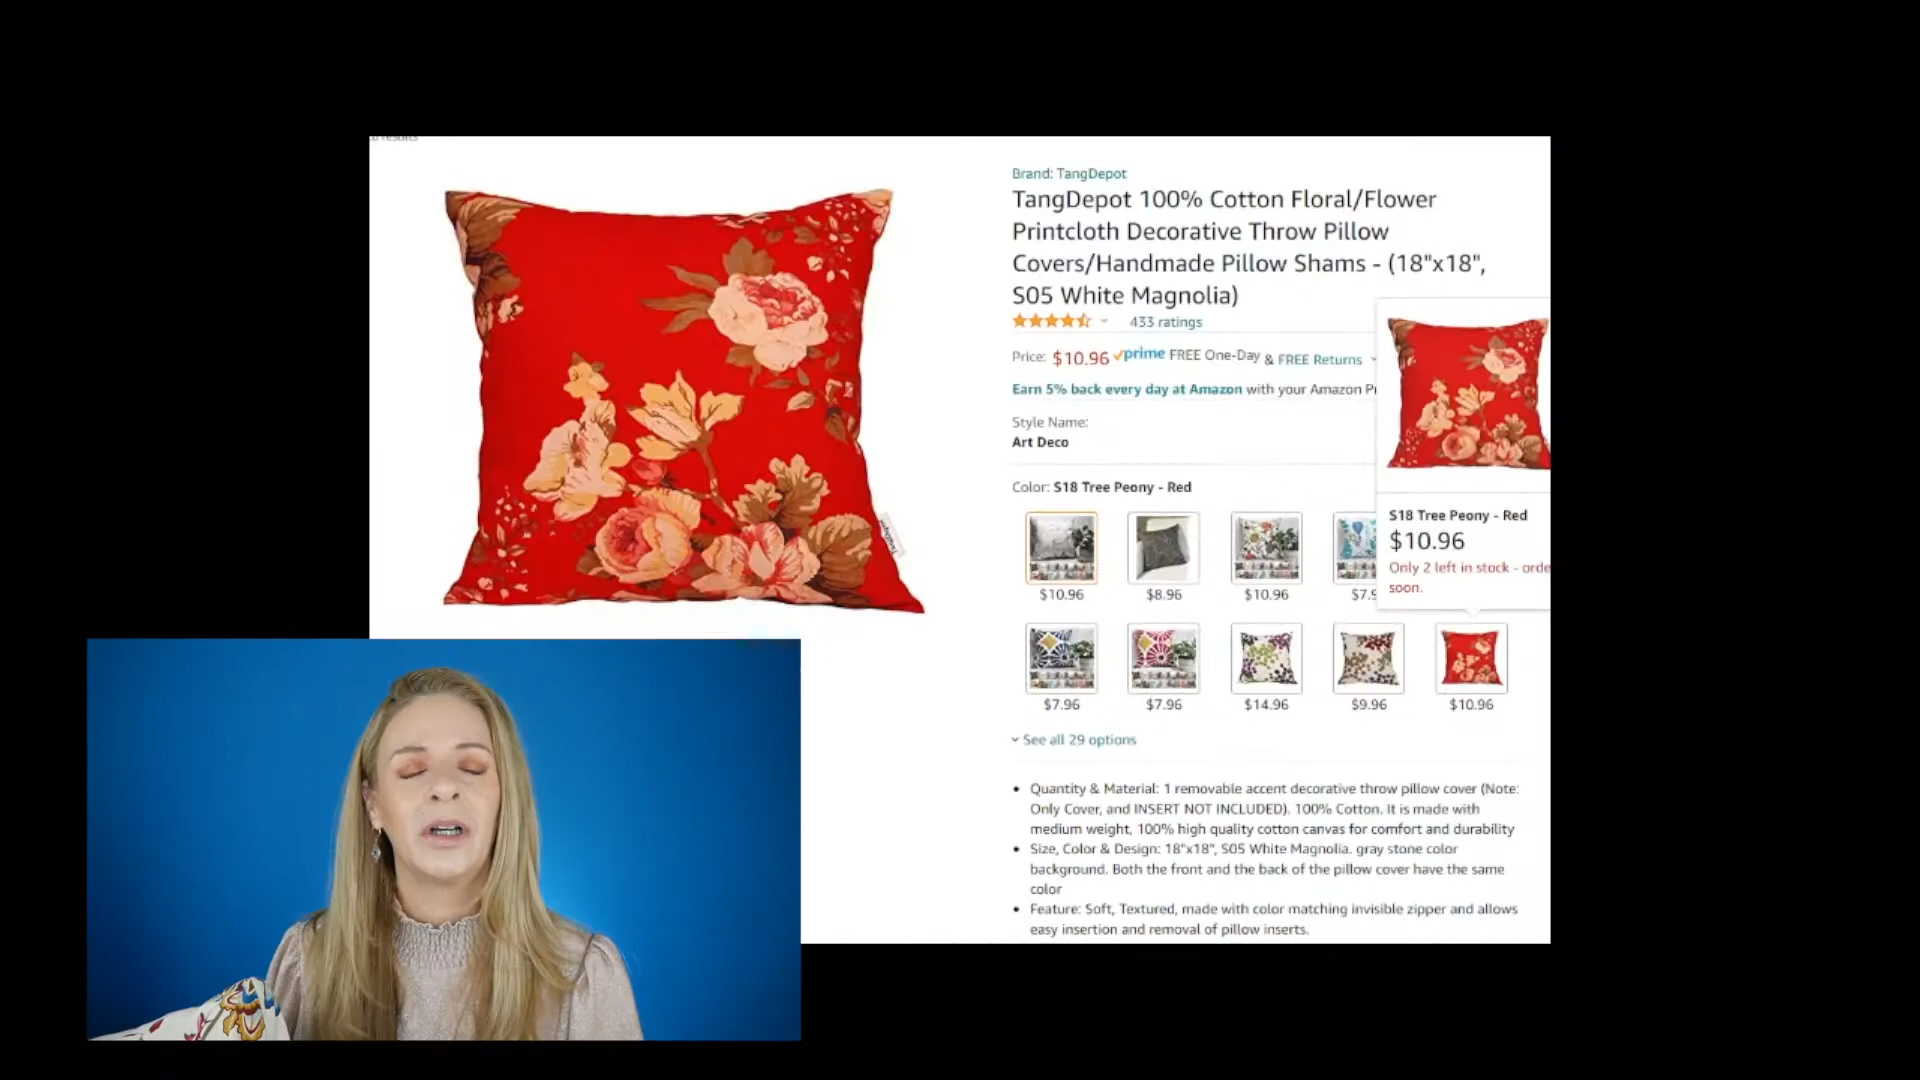 Brand: TangDepot
TangDepot 100% Cotton Floral/Flower
Printcloth Decorative Throw Pillow
Covers/Handmade Pillow Shams - (18"x18",
S05 White Magnolia)
433 ratings
Price: $10.96 prime FREE One-Day & FREE Returns
Earn 5% back every day at Amazon with your Amazon
Style Name:
Art Deco
Color: S18 Tree Peony - Red
S18 Tree Peony - Red
$10.96
Only 2 left in stock - orde
soon.
$10.96 $8.96 $10.96
$7.96 $7.96 $14.96 $9.96 $10.96
See all 29 options
• Quantity & Material: 1 removable accent decorative throw pillow cover (Note:
Only Cover, and INSERT NOT INCLUDED). 100% Cotton. It is made with
medium weight, 100% high quality cotton canvas for comfort and durability
• Size, Color & Design: 18"x18", S05 White Magnolia. gray stone color
background. Both the front and the back of the pillow cover have the same
color
• Feature: Soft, Textured, made with color matching invisible zipper and allows
easy insertion and removal of pillow inserts.